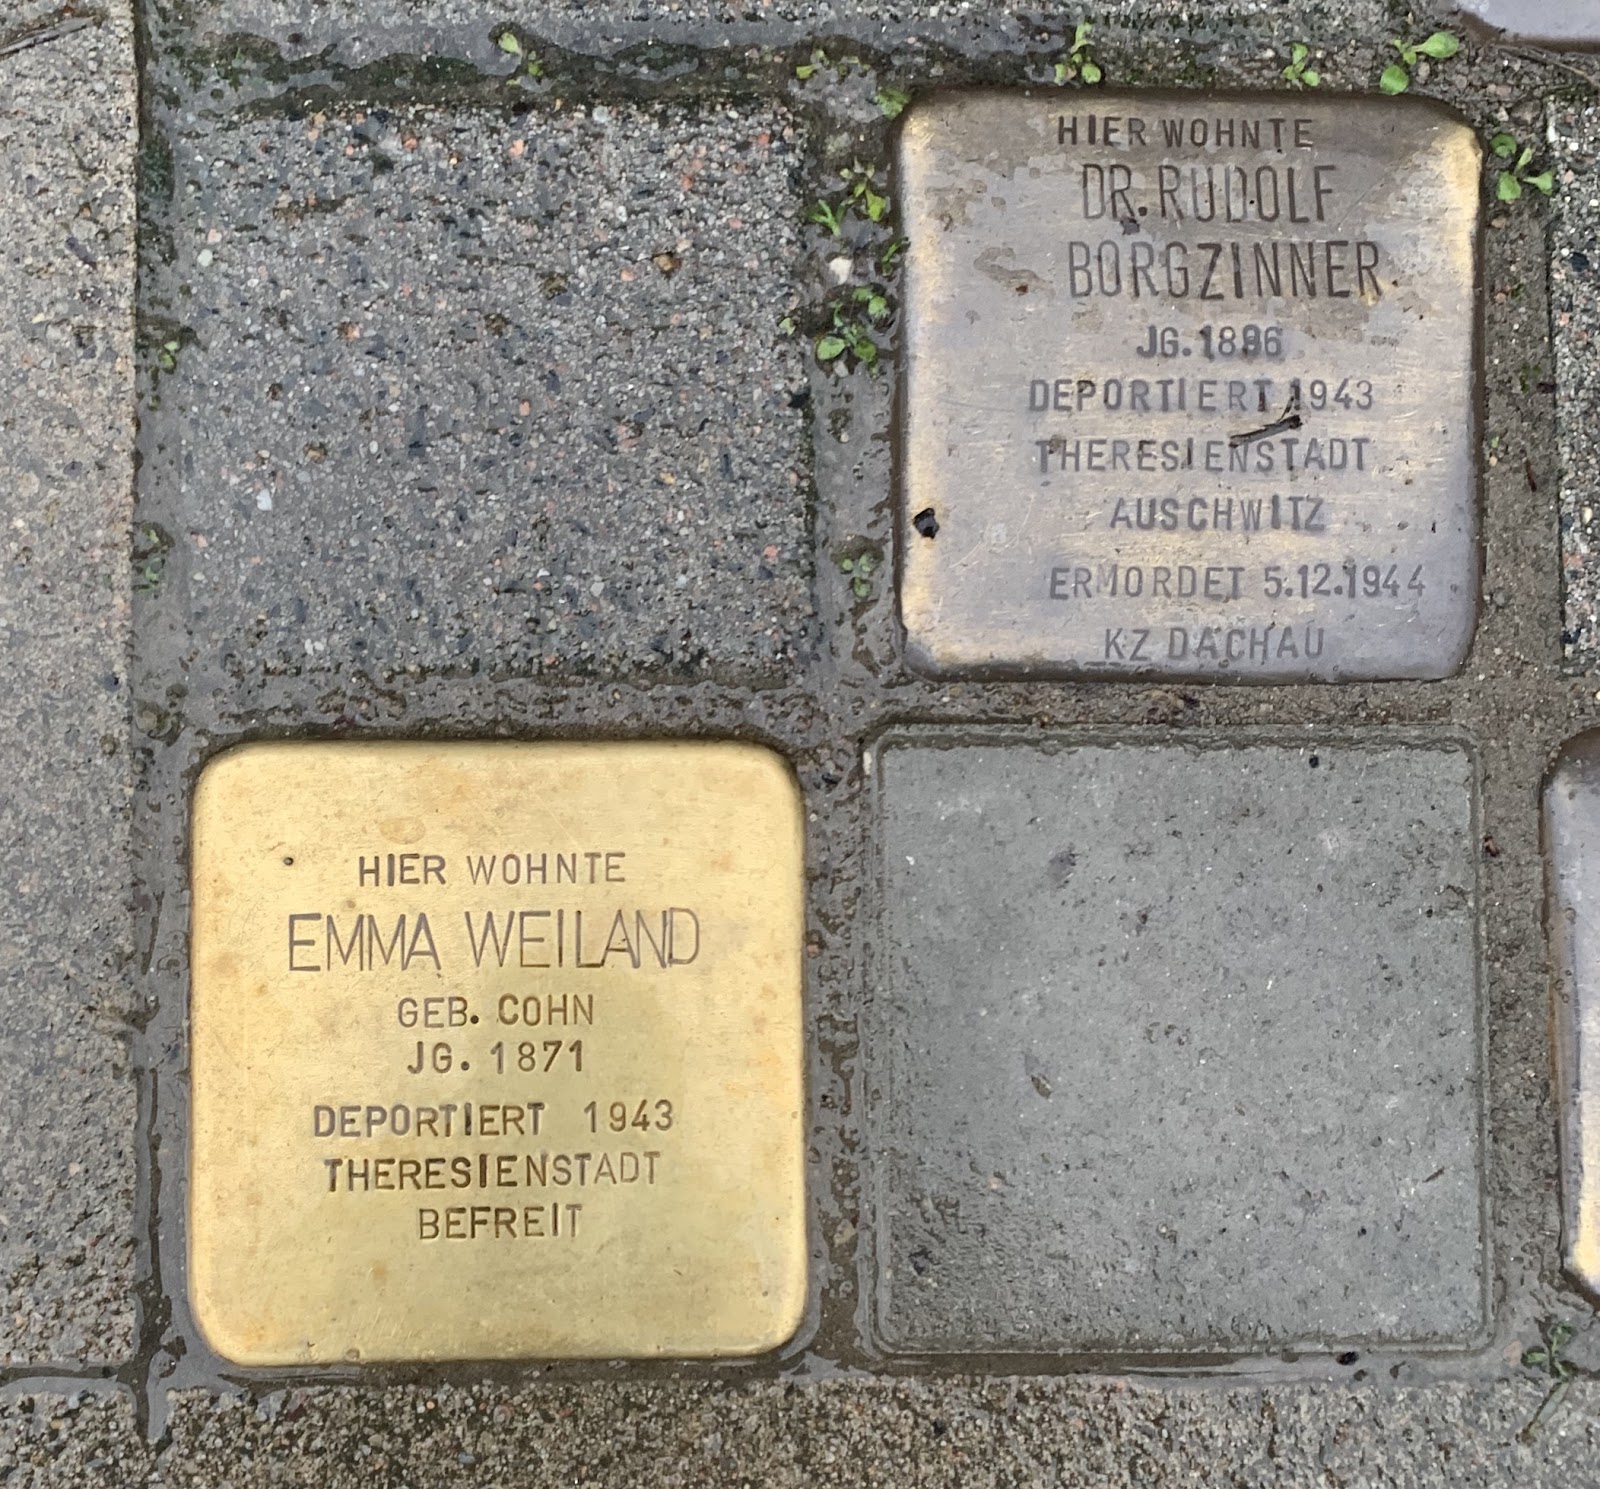 HIER WOHNTE
DR. RUDOLF
BORGZINNER
JG. 1896
DEPORTIERT 1943
THERESIENSTADT
AUSCHWITZ
ERMORDET 5.12.1944
KZ DACHAU
HIER WOHNTE
EMMA WEILAND
GEB. COHN
JG. 1871
DEPORTIERT 1943
THERESIENSTADT
BEFREIT